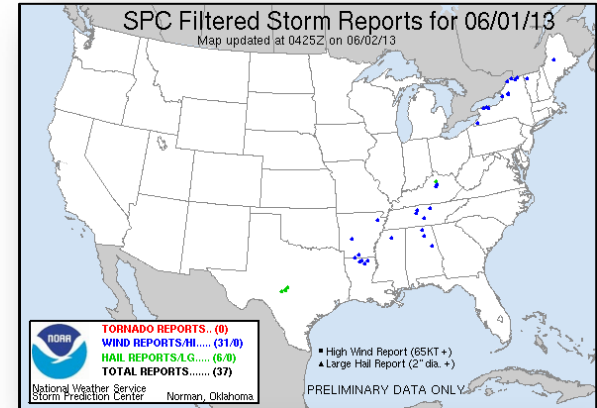 SPC Filtered Storm Reports for 06/01/13
Map updated at 0425Z on 06/02/13
NOAA
TORNADO REPORTS.. (0)
WIND REPORTS/HI..... (31/0)
HAIL REPORTS/LG..... (6/0)
TOTAL REPORTS....... (37)
National Weather Service
Storm Prediction Center Norman, Oklahoma
High Wind Report (65KT +)
Large Hail Report (2" dia. +)
PRELIMINARY DATA ONLY